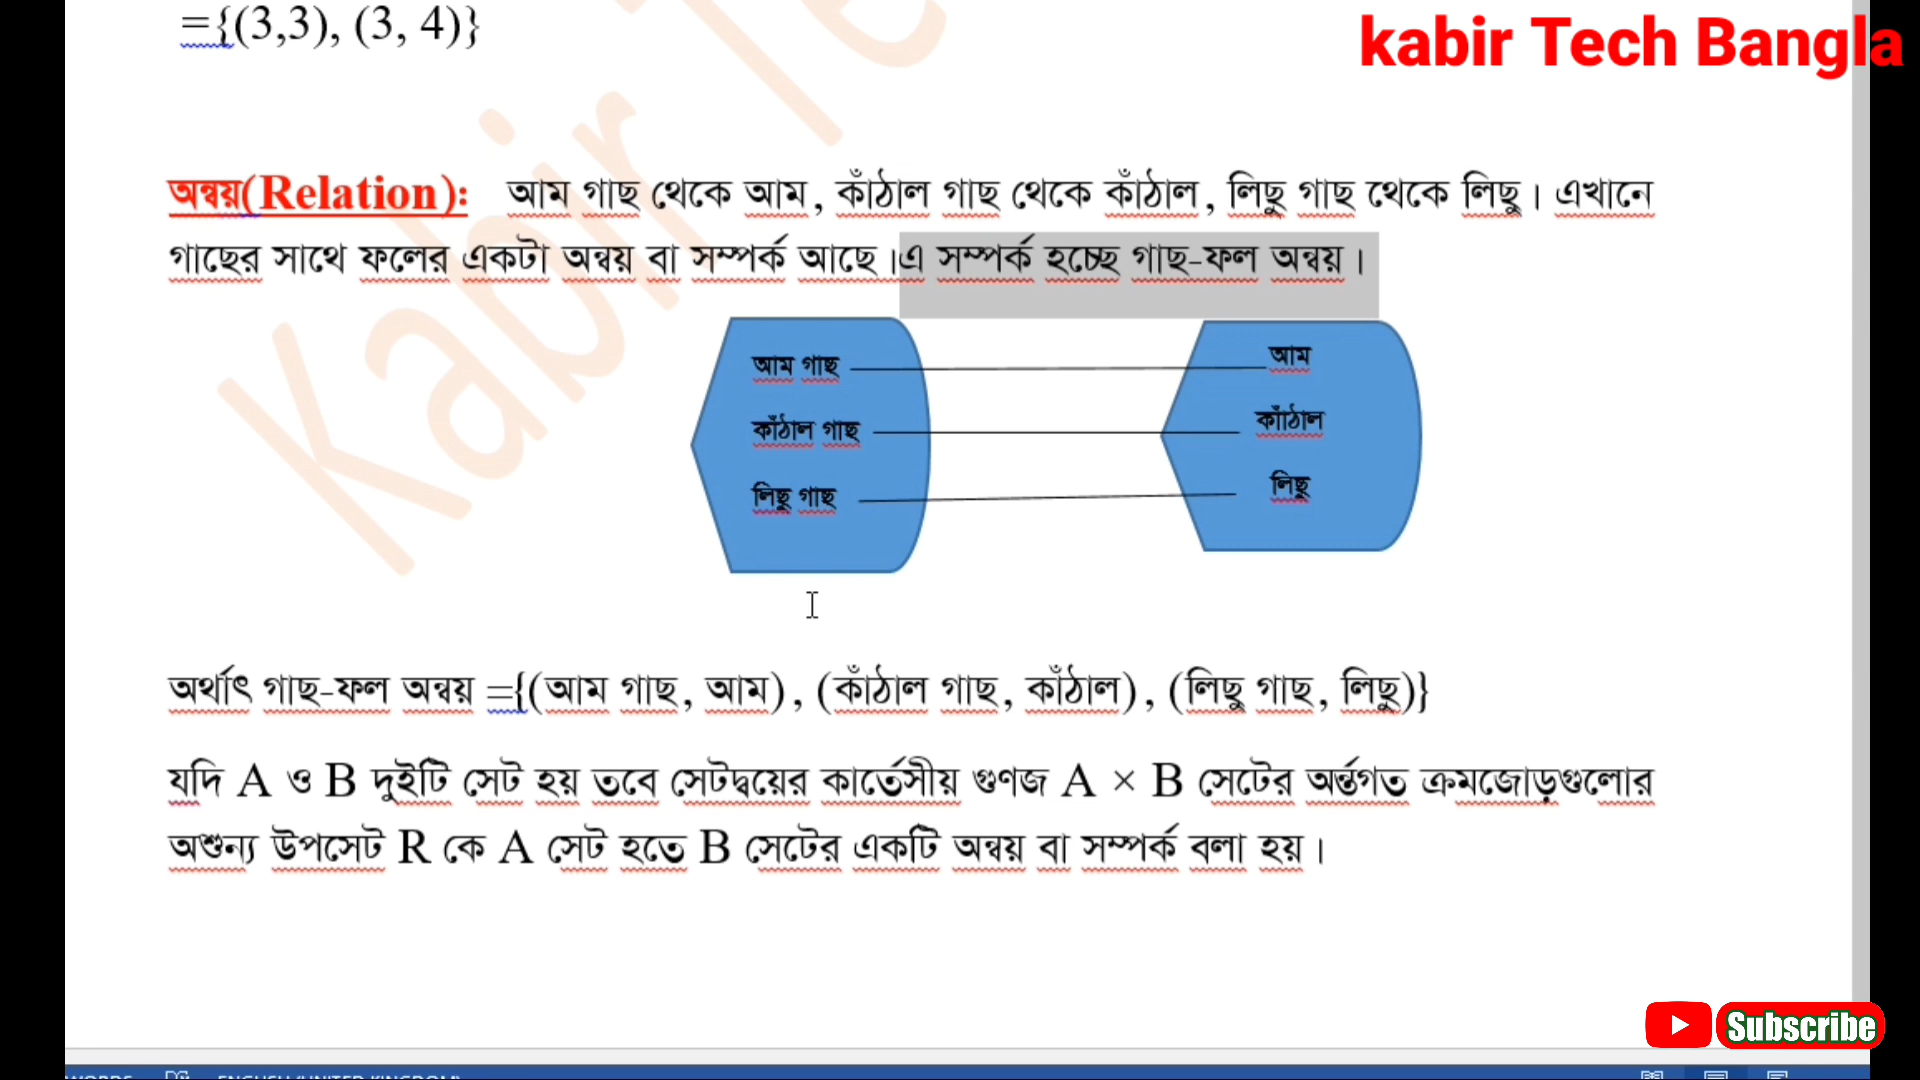 ={(3,3), (3, 4)}
kabir Tech Bangla
অন্বয়(Relation): আম গাছ থেকে আম, কাঁঠাল গাছ থেকে কাঁঠাল, লিছু গাছ থেকে লিছু। এখানে
গাছের সাথে ফলের একটা অন্বয় বা সম্পর্ক আছে।এ সম্পর্ক হচ্ছে গাছ-ফল অন্বয়।
আম গাছ আম
কাঁঠাল গাছ কাাঁঠাল
লিছু গাছ লিছু
অর্থাৎ গাছ-ফল অন্বয় ={(আম গাছ, আম), (কাঁঠাল গাছ, কাঁঠাল), (লিছু গাছ, লিছু)}
যদি A ও B দুইটি সেট হয় তবে সেটদ্বয়ের কার্তেসীয় গুণজ A × B সেটের অর্ন্তগত ক্রমজোড়গুলোর
অশুন্য উপসেট R কে A সেট হতে B সেটের একটি অন্বয় বা সম্পর্ক বলা হয়।
Kabir Te
Subscribe